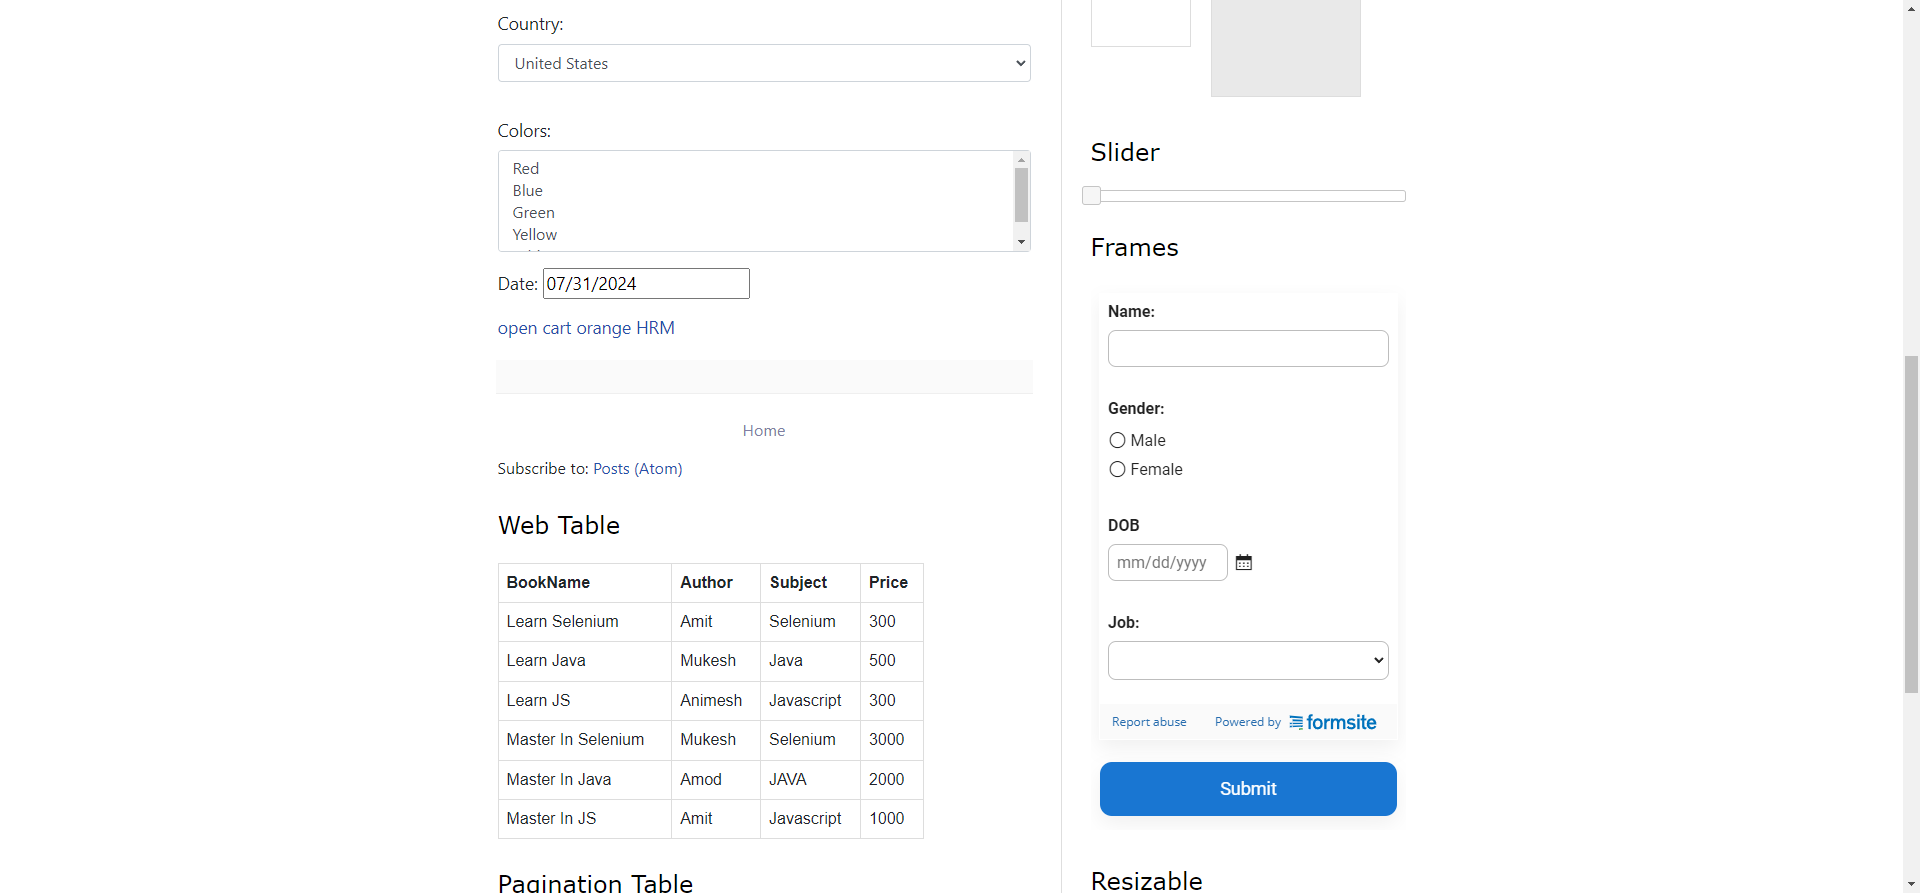 Country:
United States
Colors:
Red
Blue
Green
Yellow
Date: 07/31/2024
open cart orange HRM
Home
Subscribe to: Posts (Atom)
Web Table
BookName Author Subject Price
Learn Selenium Amit Selenium 300
Learn Java Mukesh Java 500
Learn JS Animesh Javascript 300
Master In Selenium Mukesh Selenium 3000
Master In Java Amod JAVA 2000
Master In JS Amit Javascript 1000
Pagination Table
Slider
Frames
Name:
Gender:
Male
Female
DOB
mm/dd/yyyy
Job:
Report abuse Powered by formsite
Submit
Resizable